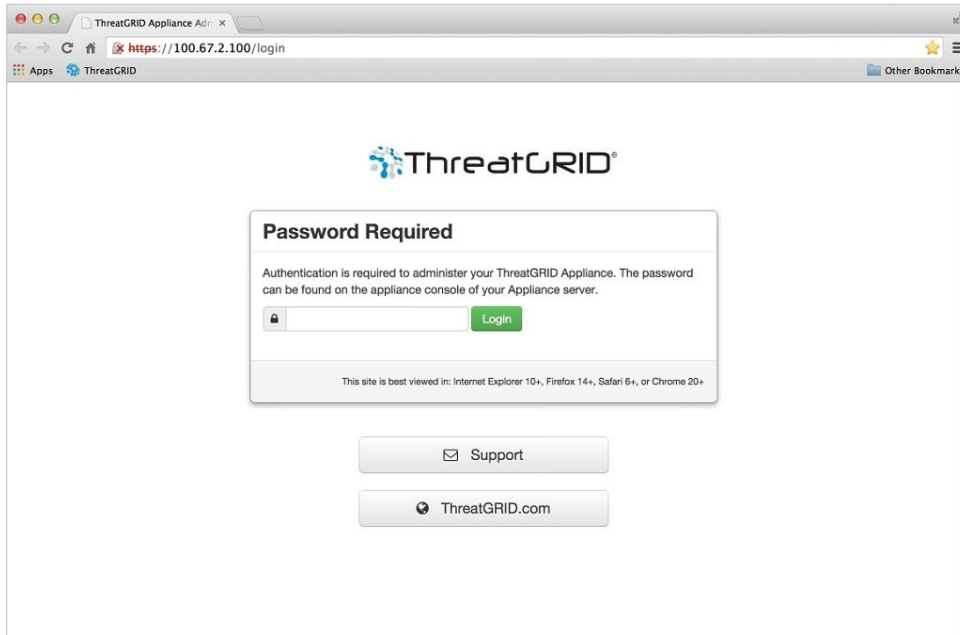 ThreatGRID Appliance Adm
https://100.67.2.100/login
Apps ThreatGRID Other Bookmark
ThreatGRID®
Password Required
Authentication is required to administer your ThreatGRID Appliance. The password
can be found on the appliance console of your Appliance server.
Login
This site is best viewed in: Internet Explorer 10+, Firefox 14+, Safari 6+, or Chrome 20+
Support
ThreatGRID.com